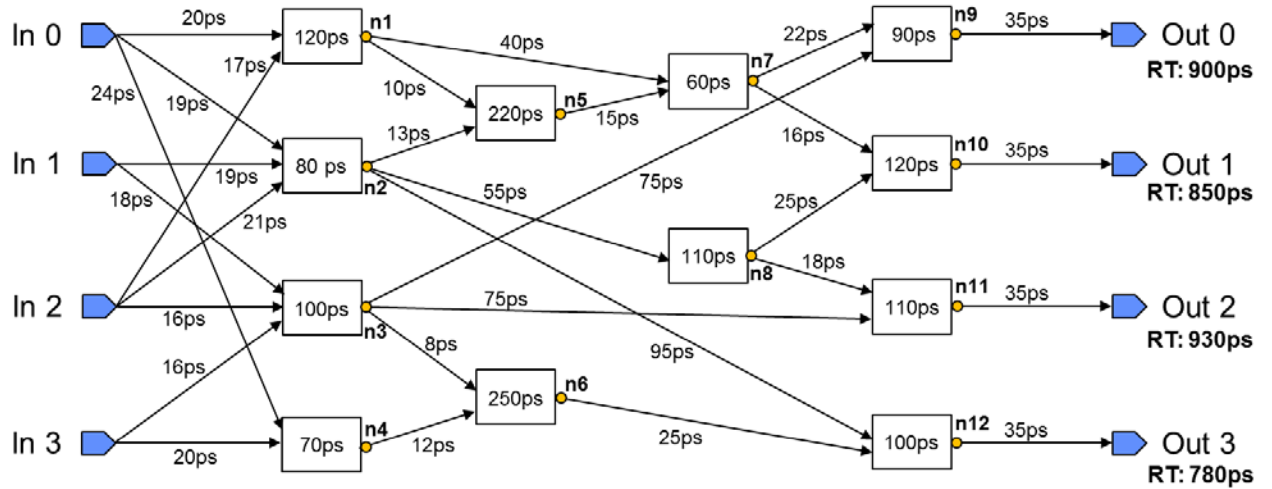 In 0
20ps
120ps
n1
40ps
22ps
90ps
n9
35ps
Out 0
RT: 900ps
17ps
24ps
10ps
60ps
n7
19ps
220ps
n5
15ps
13ps
16ps
In 1
19ps
80 ps
n2
75ps
120ps
n10
35ps
Out 1
RT: 850ps
18ps
21ps
55ps
25ps
110ps
n8
18ps
In 2
16ps
100ps
n3
75ps
110ps
n11
35ps
Out 2
RT: 930ps
16ps
8ps
95ps
250ps
n6
In 3
20ps
70ps
n4
12ps
25ps
100ps
n12
35ps
Out 3
RT: 780ps